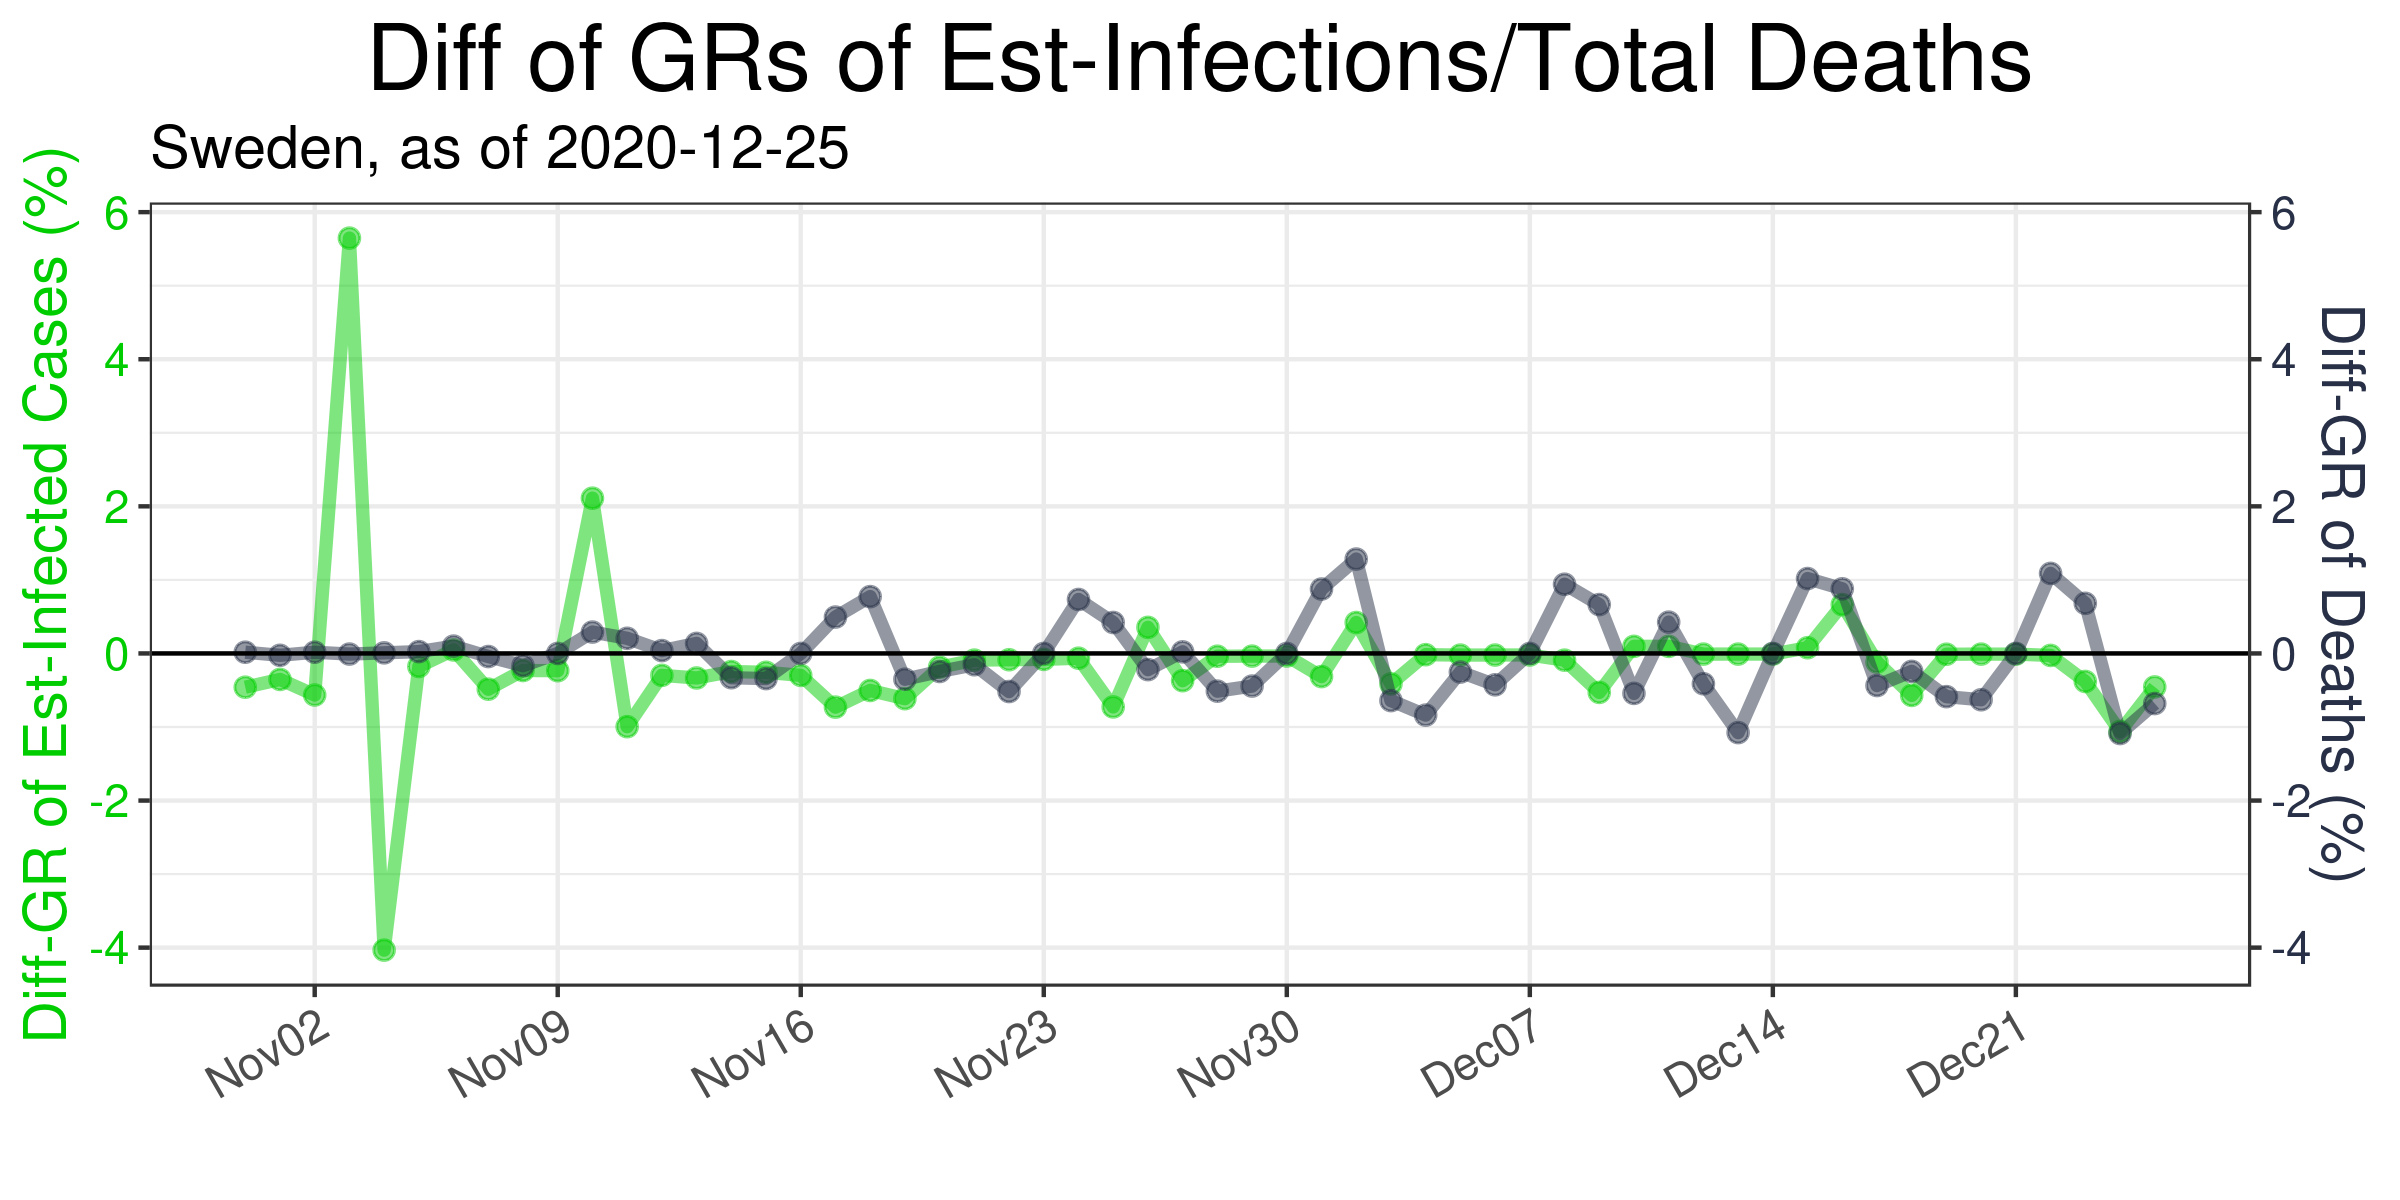 Diff of GRs of Est-Infections/Total Deaths
Sweden, as of 2020-12-25
Diff-GR of Est-Infected Cases (%)
6
4
2
0
-2
-4
6
4
2
0
-2
-4
Diff-GR of Deaths (%)
Nov02
Nov09
Nov16
Nov23
Nov30
Dec07
Dec14
Dec21